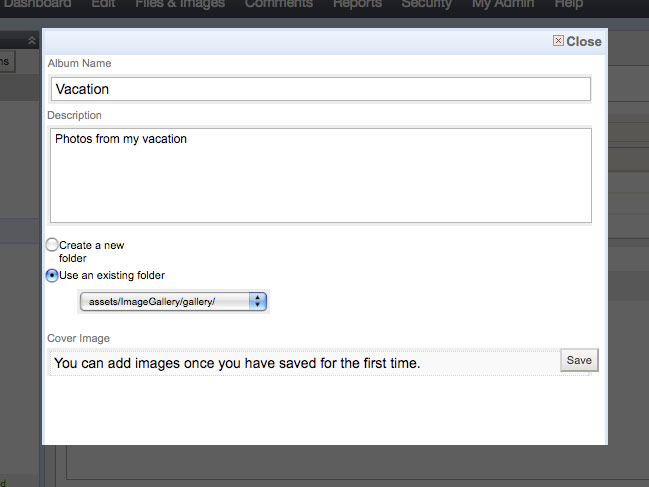 Dashboard Edit Files & Images Comments Reports Security My Admin Help
Close
Album Name
Vacation
Description
Photos from my vacation
Create a new
folder
Use an existing folder
assets/ImageGallery/gallery/
Cover Image
You can add images once you have saved for the first time.
Save